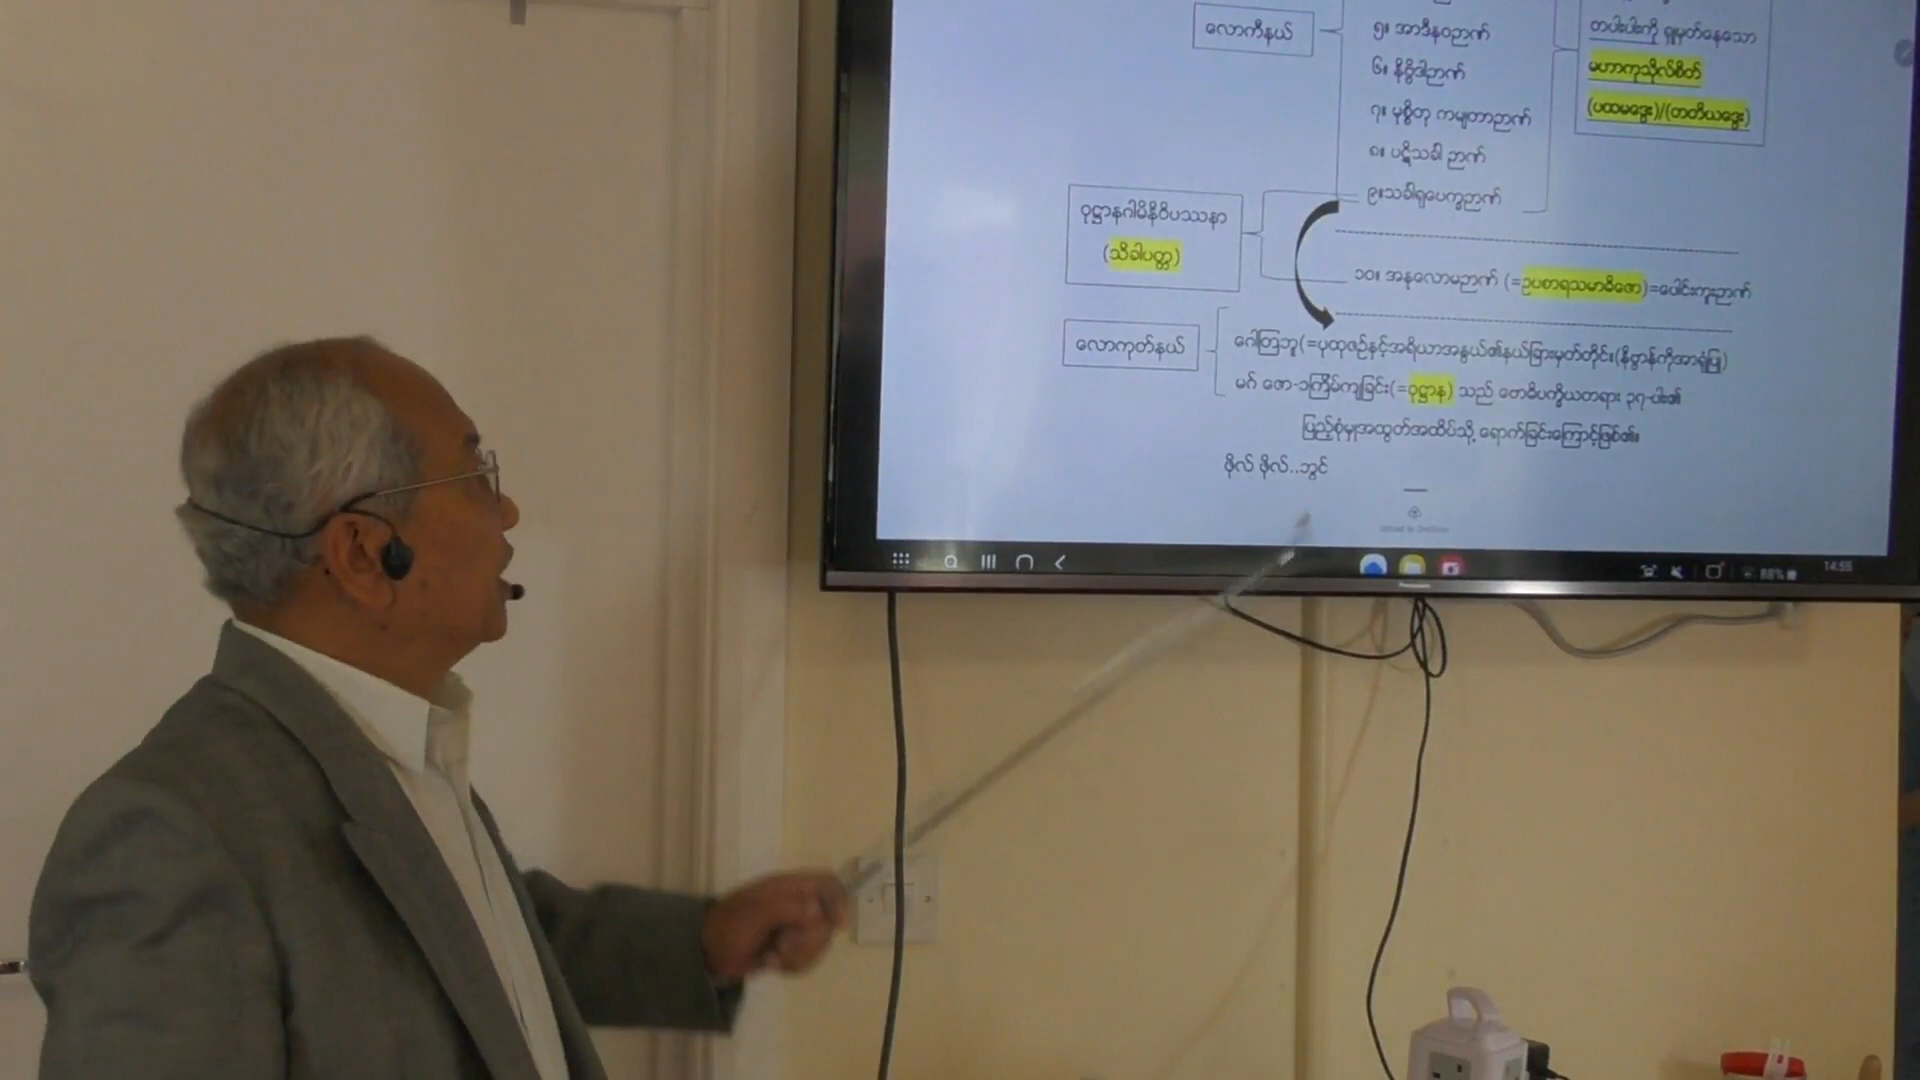 လောကီနယ်
၅။ အာဒီနဝဉာဏ်
၆။ နိဗ္ဗိဒါဉာဏ်
၇။ မုစ္စိတု ကမျတာဉာဏ်
၈။ ပဋိသင်္ခါ ဉာဏ်
၉။သင်္ခါရုပေက္ခဉာဏ်
တပါးပါးကို ရှုမှတ်နေသော
မဟာကုသိုလ်စိတ်
(ပထမဒွေး)/(တတိယဒွေး)
ဝုဋ္ဌာနဂါမိနိဝိပဿနာ
(သိခါပတ္တ)
၁၀။ အနုလောမဉာဏ် (=ဥပစာရသမာဓိဇော)=ပေါင်းကူးဉာဏ်
လောကုတ်နယ်
ဂေါတြဘူ(=ပုထုဇဉ်နှင့်အရိယာအနွယ်၏နယ်ခြားမှတ်တိုင်။(နိဗ္ဗာန်ကိုအာရုံပြု)
မဂ် ဇော-၁ကြိမ်ကျခြင်း(=ဝုဋ္ဌာန) သည် ဗောဓိပက္ခိယတရား ၃၇-ပါး၏
ပြည့်စုံမှုအထွတ်အထိပ်သို့ ရောက်ခြင်းကြောင့်ဖြစ်၏။
ဖိုလ် ဖိုလ်..ဘွင်
Upload to OneDrive
88%
14:55
Panasonic